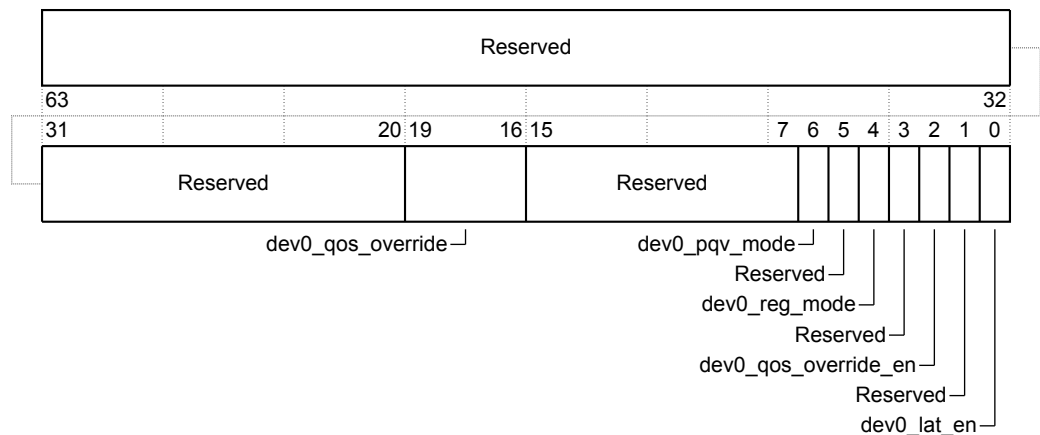 Reserved
63 32
31 20 19 16 15 7 6 5 4 3 2 1 0
Reserved Reserved
dev0_qos_override dev0_pqv_mode
Reserved
dev0_reg_mode
Reserved
dev0_qos_override_en
Reserved
dev0_lat_en